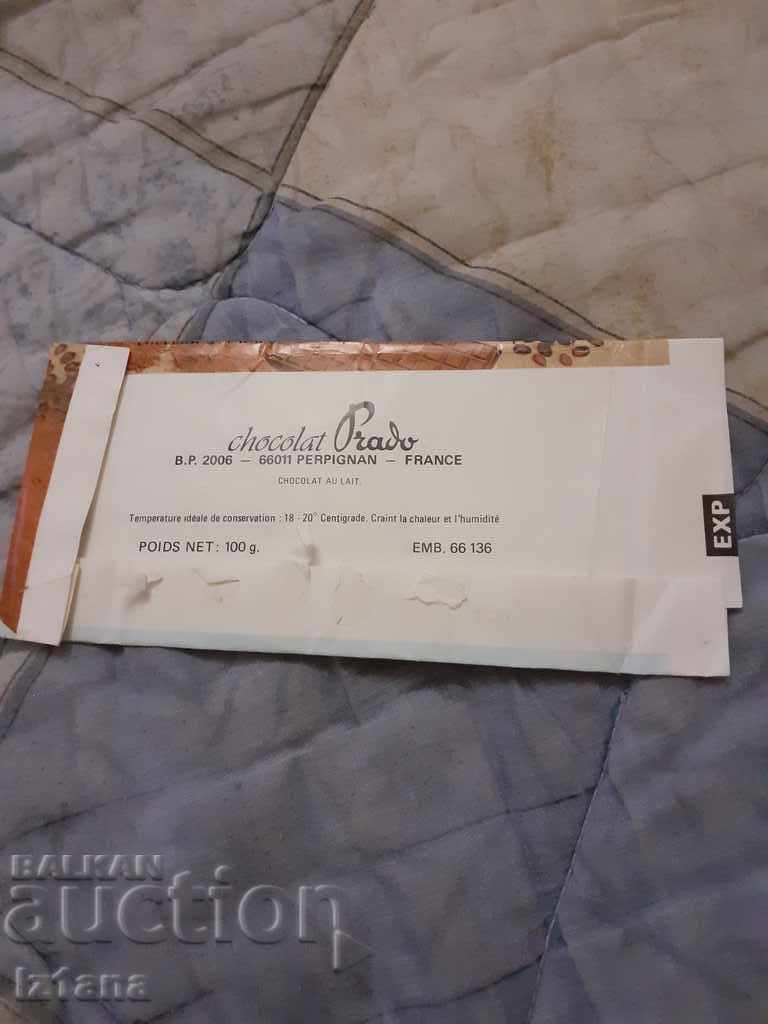 chocolat Prado
B.P. 2006 — 66011 PERPIGNAN — FRANCE
CHOCOLAT AU LAIT.
Temperature idéale de conservation : 18 - 20° Centigrade. Craint la chaleur et l'humidité
POIDS NET : 100 g. EMB. 66 136
EXP
BALKAN
auction
Iz1ana